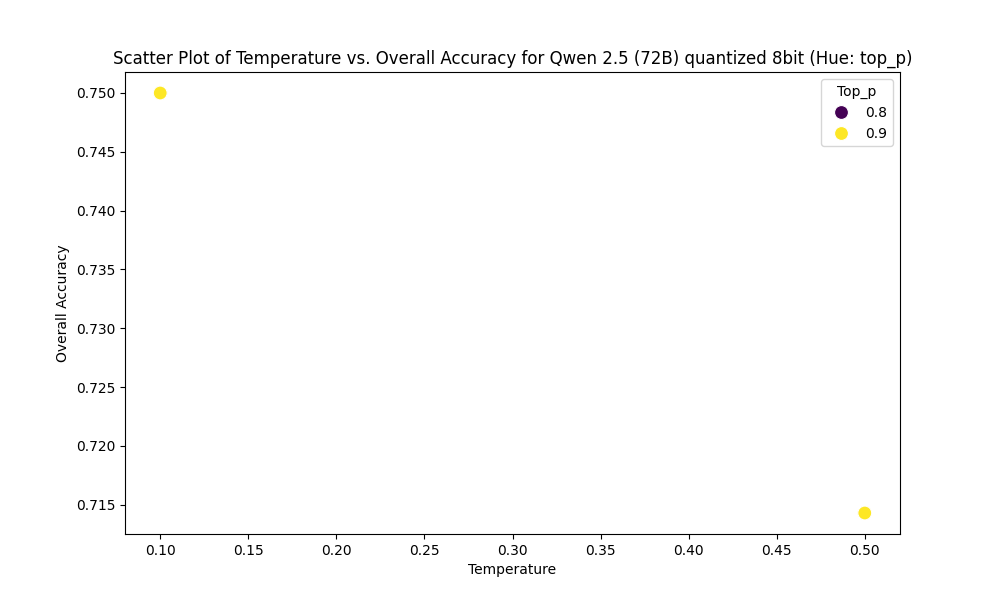 Scatter Plot of Temperature vs. Overall Accuracy for Qwen 2.5 (72B) quantized 8bit (Hue: top_p)
Top_p
0.8
0.9
Overall Accuracy
0.750
0.745
0.740
0.735
0.730
0.725
0.720
0.715
0.10 0.15 0.20 0.25 0.30 0.35 0.40 0.45 0.50
Temperature